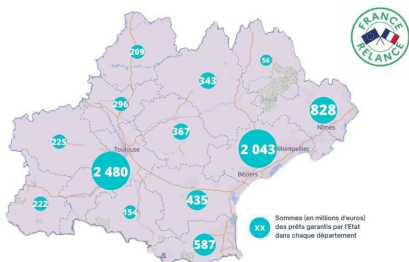 FRANCE
RELANCE
209
343
56
296
828
Nîmes
367
225
Toulouse
2 043
Montpellier
Béziers
2 480
222
154
435
587
xx
Sommes (en millions d'euros)
des prêts garantis par l'Etat
dans chaque département